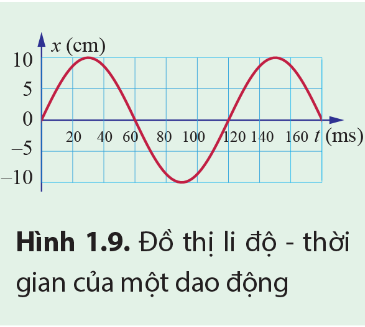 x (cm)
10
5
0
20 40 60 80 100 120 140 160 t (ms)
–5
–10
Hình 1.9. Đồ thị li độ - thời
gian của một dao động